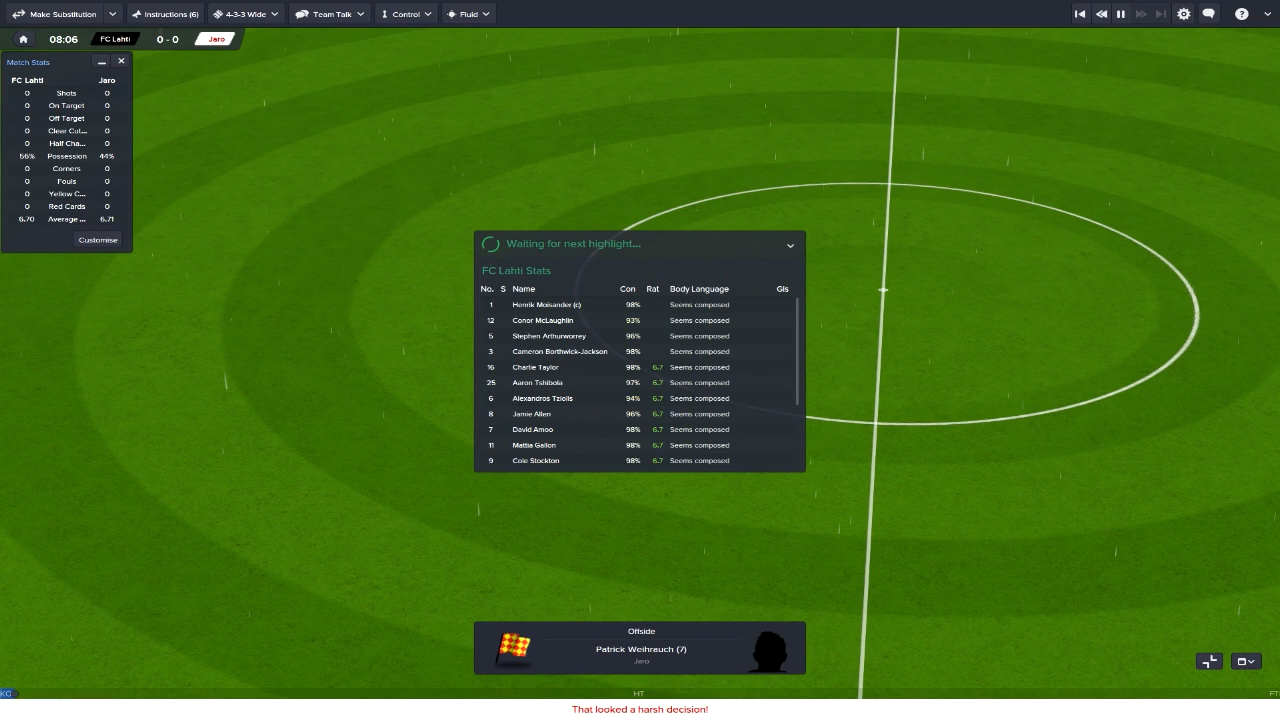 Make Substitution Instructions (6) 4-3-3 Wide Team Talk Control Fluid
08:06 FC Lahti 0 - 0 Jaro
Match Stats
FC Lahti Jaro
0 Shots 0
0 On Target 0
0 Off Target 0
0 Clear Cut... 0
0 Half Cha... 0
56% Possession 44%
0 Corners 0
0 Fouls 0
0 Yellow C... 0
0 Red Cards 0
6.70 Average ... 6.71
Customise
Waiting for next highlight...
FC Lahti Stats
No. S Name Con Rat Body Language Gls
1 Henrik Moisander (c) 98% Seems composed
12 Conor McLaughlin 93% Seems composed
5 Stephen Arthurworrey 96% Seems composed
3 Cameron Borthwick-Jackson 98% Seems composed
16 Charlie Taylor 98% 6.7 Seems composed
25 Aaron Tshibola 97% 6.7 Seems composed
6 Alexandros Tziolis 94% 6.7 Seems composed
8 Jamie Allen 96% 6.7 Seems composed
7 David Amoo 98% 6.7 Seems composed
11 Mattia Gallon 98% 6.7 Seems composed
9 Cole Stockton 98% 6.7 Seems composed
Offside
Patrick Weihrauch (7)
Jaro
KO HT FT
That looked a harsh decision!